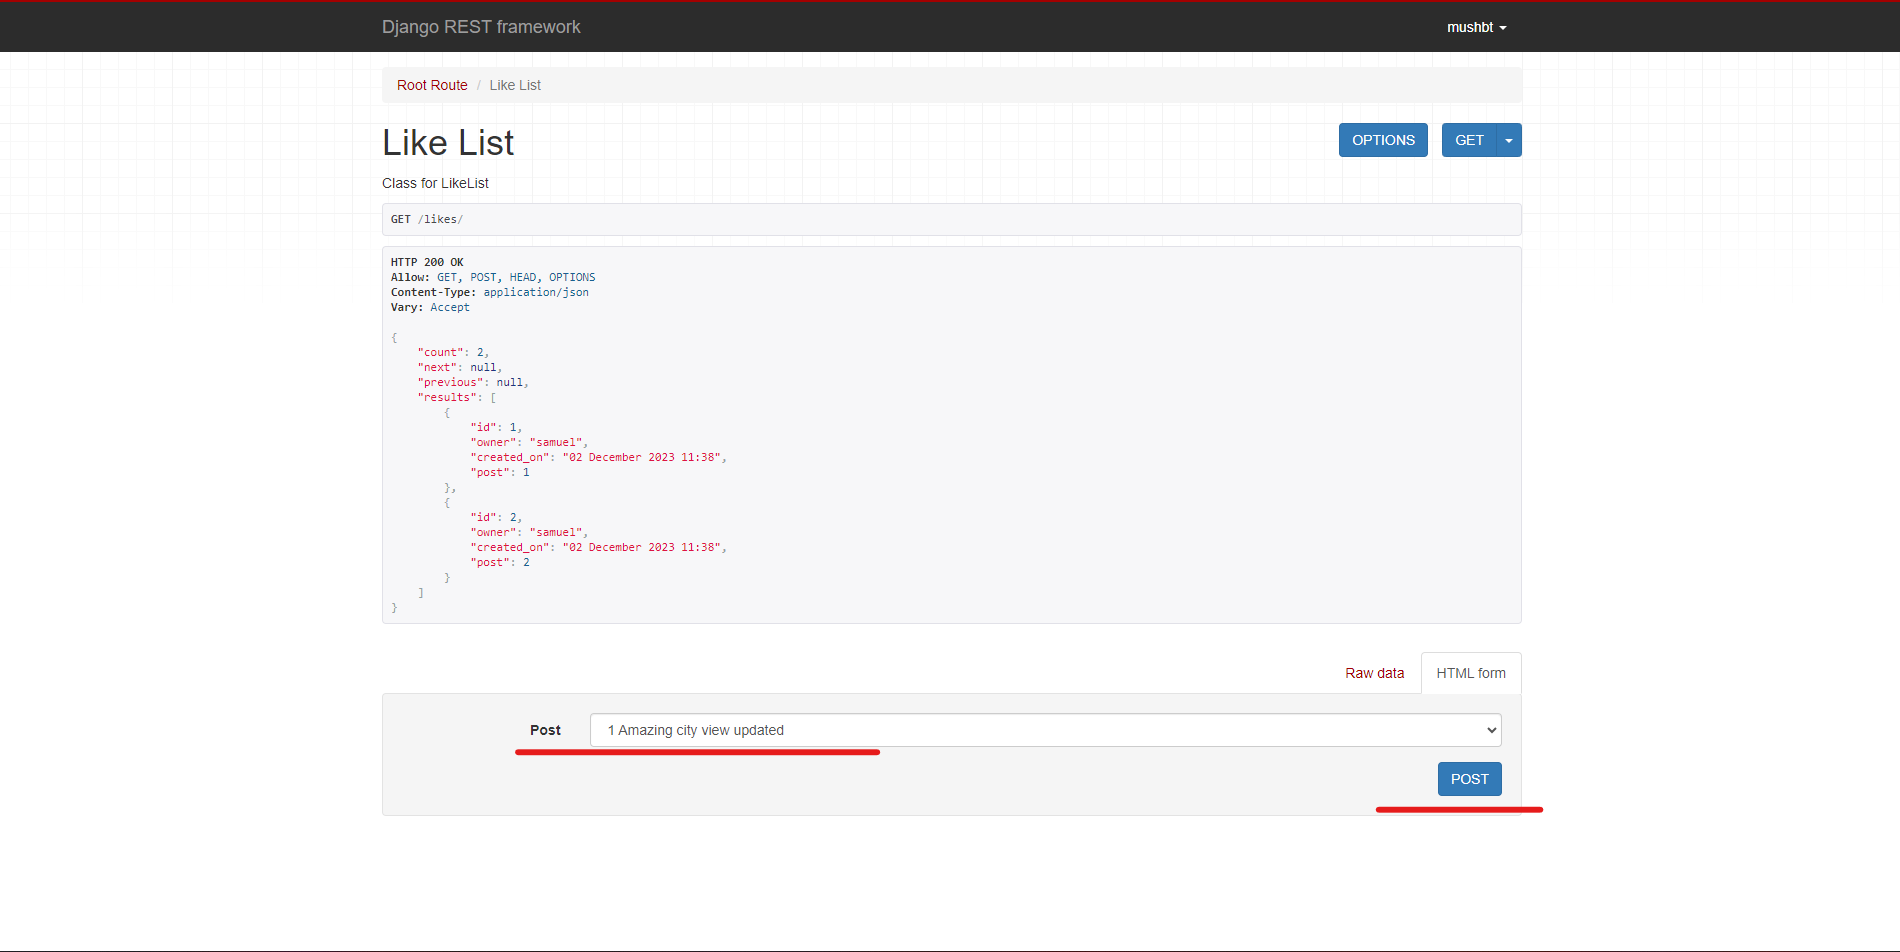 Django REST framework
mushbt
Root Route / Like List
Like List
OPTIONS
GET
Class for LikeList
GET /likes/
HTTP 200 OK
Allow: GET, POST, HEAD, OPTIONS
Content-Type: application/json
Vary: Accept
{
    "count": 2,
    "next": null,
    "previous": null,
    "results": [
        {
            "id": 1,
            "owner": "samuel",
            "created_on": "02 December 2023 11:38",
            "post": 1
        },
        {
            "id": 2,
            "owner": "samuel",
            "created_on": "02 December 2023 11:38",
            "post": 2
        }
    ]
}
Raw data
HTML form
Post
1 Amazing city view updated
POST